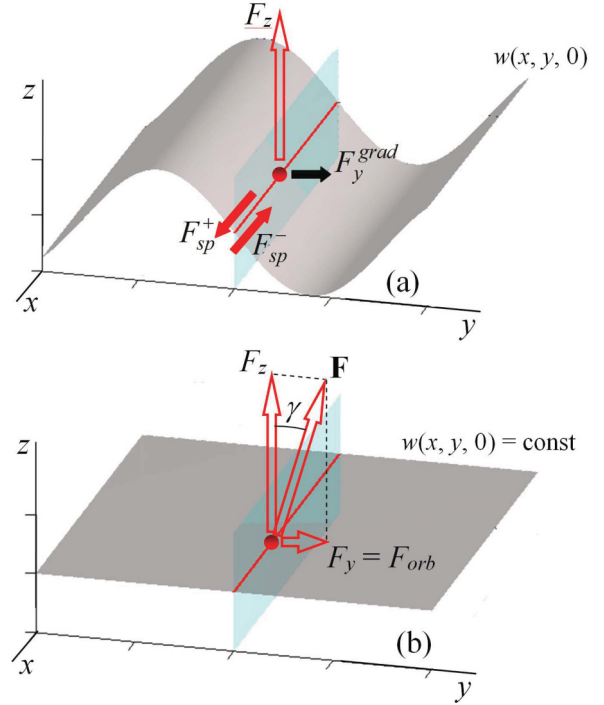 F_z
w(x, y, 0)
z
F_y^grad
F_sp^+
F_sp^-
(a)
x
y
F_z
F
γ
w(x, y, 0) = const
z
F_y = F_orb
(b)
x
y